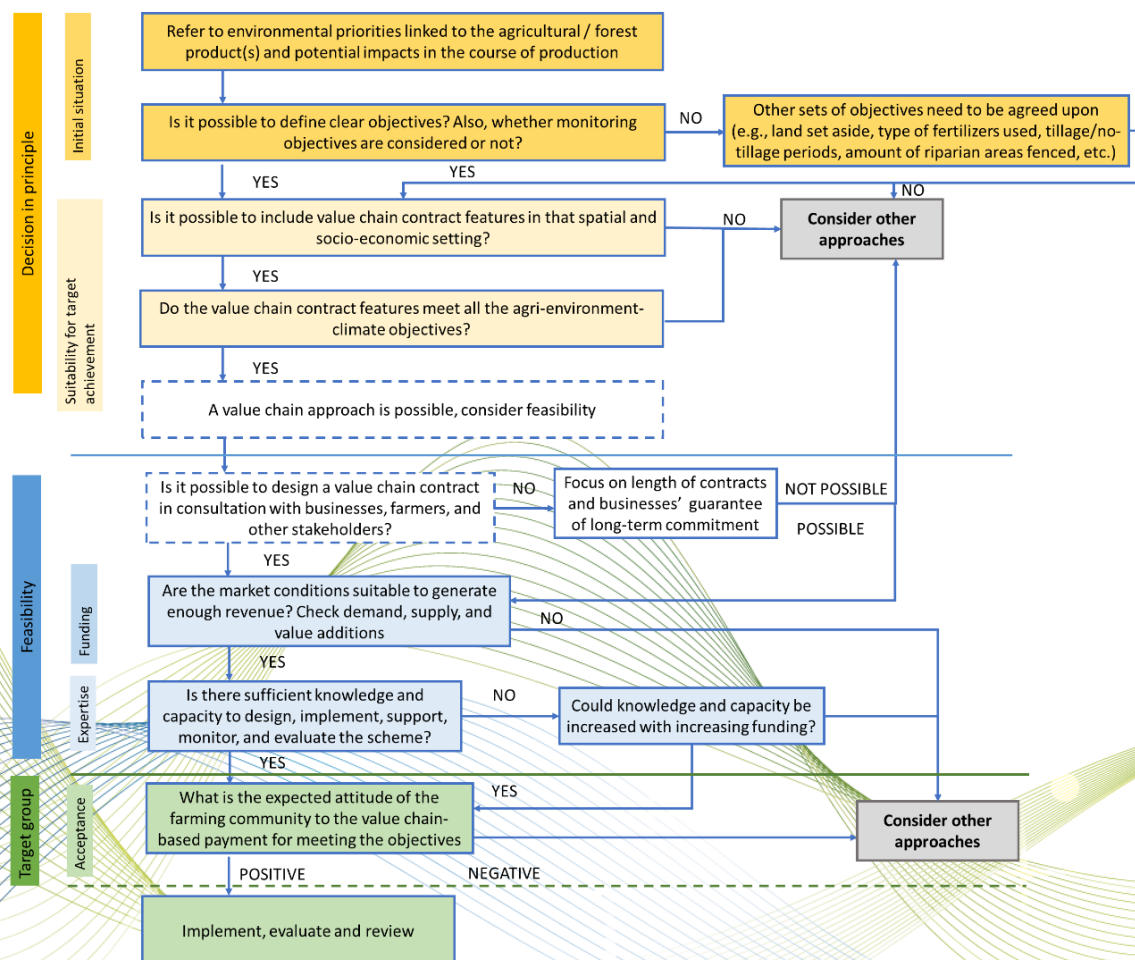 Decision in principle
Initial situation
Refer to environmental priorities linked to the agricultural / forest
product(s) and potential impacts in the course of production
Is it possible to define clear objectives? Also, whether monitoring
objectives are considered or not?
NO
Other sets of objectives need to be agreed upon
(e.g., land set aside, type of fertilizers used, tillage/no-
tillage periods, amount of riparian areas fenced, etc.)
YES
YES
NO
Suitability for target
achievement
Is it possible to include value chain contract features in that spatial and
socio-economic setting?
NO
Consider other
approaches
YES
Do the value chain contract features meet all the agri-environment-
climate objectives?
YES
A value chain approach is possible, consider feasibility
Feasibility
Is it possible to design a value chain contract
in consultation with businesses, farmers, and
other stakeholders?
NO
Focus on length of contracts
and businesses' guarantee
of long-term commitment
NOT POSSIBLE
POSSIBLE
YES
Funding
Are the market conditions suitable to generate
enough revenue? Check demand, supply, and
value additions
NO
YES
Expertise
Is there sufficient knowledge and
capacity to design, implement, support,
monitor, and evaluate the scheme?
NO
Could knowledge and capacity be
increased with increasing funding?
YES
YES
Target group
Acceptance
What is the expected attitude of the
farming community to the value chain-
based payment for meeting the objectives
Consider other
approaches
POSITIVE
NEGATIVE
Implement, evaluate and review